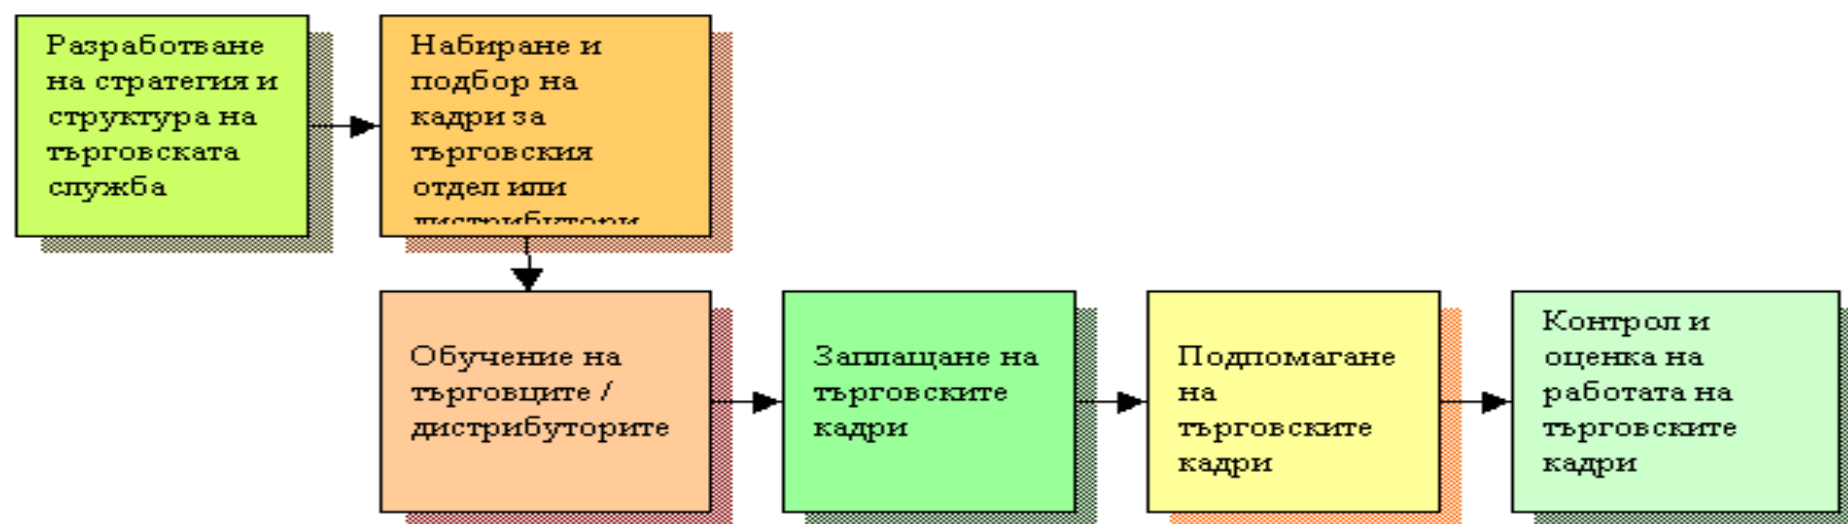 Разработване
на стратегия и
структура на
търговската
служба
Набиране и
подбор на
кадри за
търговския
отдел или
дистрибутори
Обучение на
търговците /
дистрибуторите
Заплащане на
търговските
кадри
Подпомагане
на
търговските
кадри
Контрол и
оценка на
работата на
търговските
кадри